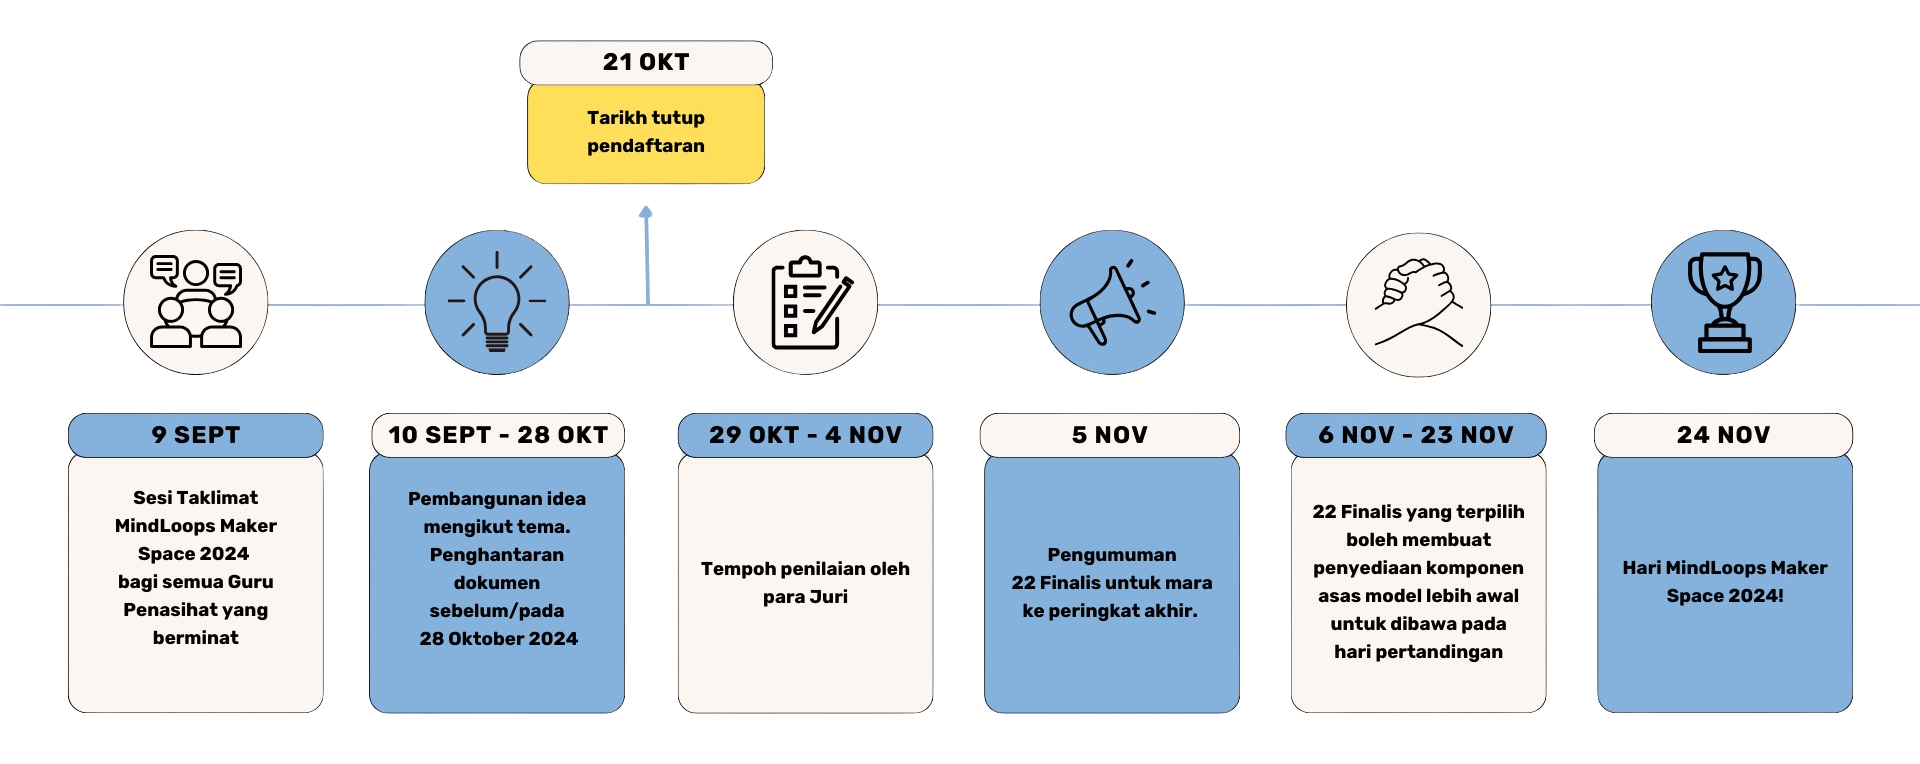 21 OKT
Tarikh tutup
pendaftaran
9 SEPT
Sesi Taklimat
MindLoops Maker
Space 2024
bagi semua Guru
Penasihat yang
berminat
10 SEPT - 28 OKT
Pembangunan idea
mengikut tema.
Penghantaran
dokumen
sebelum/pada
28 Oktober 2024
29 OKT - 4 NOV
Tempoh penilaian oleh
para Juri
5 NOV
Pengumuman
22 Finalis untuk mara
ke peringkat akhir.
6 NOV - 23 NOV
22 Finalis yang terpilih
boleh membuat
penyediaan komponen
asas model lebih awal
untuk dibawa pada
hari pertandingan
24 NOV
Hari MindLoops Maker
Space 2024!